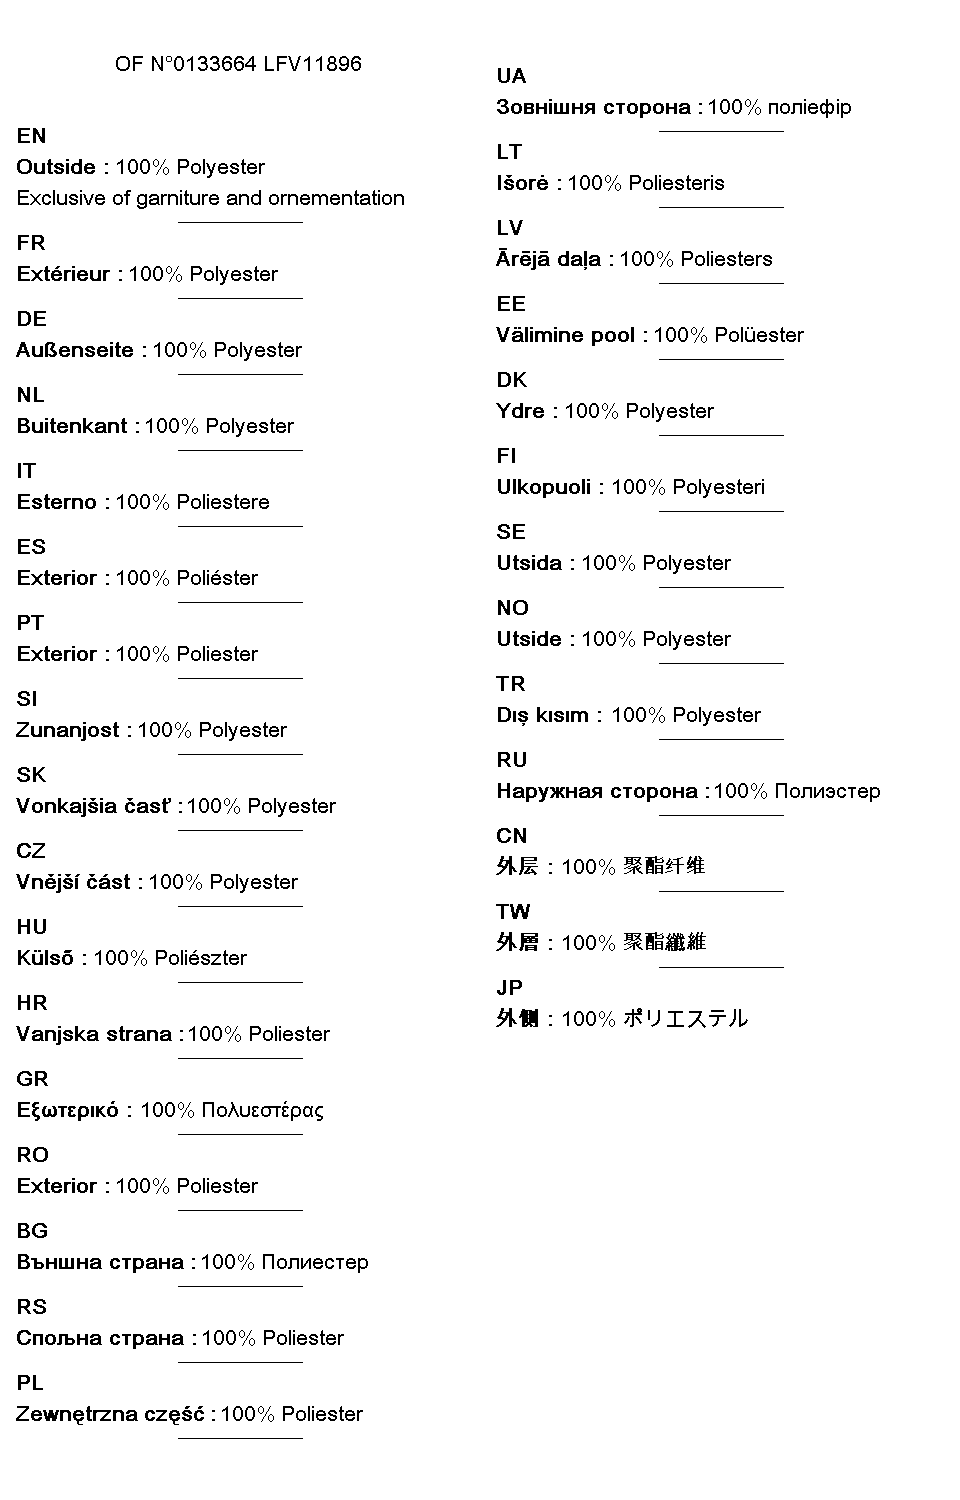 OF N°0133664 LFV11896
EN
Outside : 100% Polyester
Exclusive of garniture and ornementation
FR
Extérieur : 100% Polyester
DE
Außenseite : 100% Polyester
NL
Buitenkant : 100% Polyester
IT
Esterno : 100% Poliestere
ES
Exterior : 100% Poliéster
PT
Exterior : 100% Poliester
SI
Zunanjost : 100% Polyester
SK
Vonkajšia časť : 100% Polyester
CZ
Vnější část : 100% Polyester
HU
Külső : 100% Poliészter
HR
Vanjska strana : 100% Poliester
GR
Εξωτερικό : 100% Πολυεστέρας
RO
Exterior : 100% Poliester
BG
Външна страна : 100% Полиестер
RS
Спољна страна : 100% Poliester
PL
Zewnętrzna część : 100% Poliester
UA
Зовнішня сторона : 100% поліефір
LT
Išorė : 100% Poliesteris
LV
Ārējā daļa : 100% Poliesters
EE
Välimine pool : 100% Polüester
DK
Ydre : 100% Polyester
FI
Ulkopuoli : 100% Polyesteri
SE
Utsida : 100% Polyester
NO
Utside : 100% Polyester
TR
Dış kısım : 100% Polyester
RU
Наружная сторона : 100% Полиэстер
CN
外层 : 100% 聚酯纤维
TW
外層 : 100% 聚酯纖維
JP
外側 : 100% ポリエステル